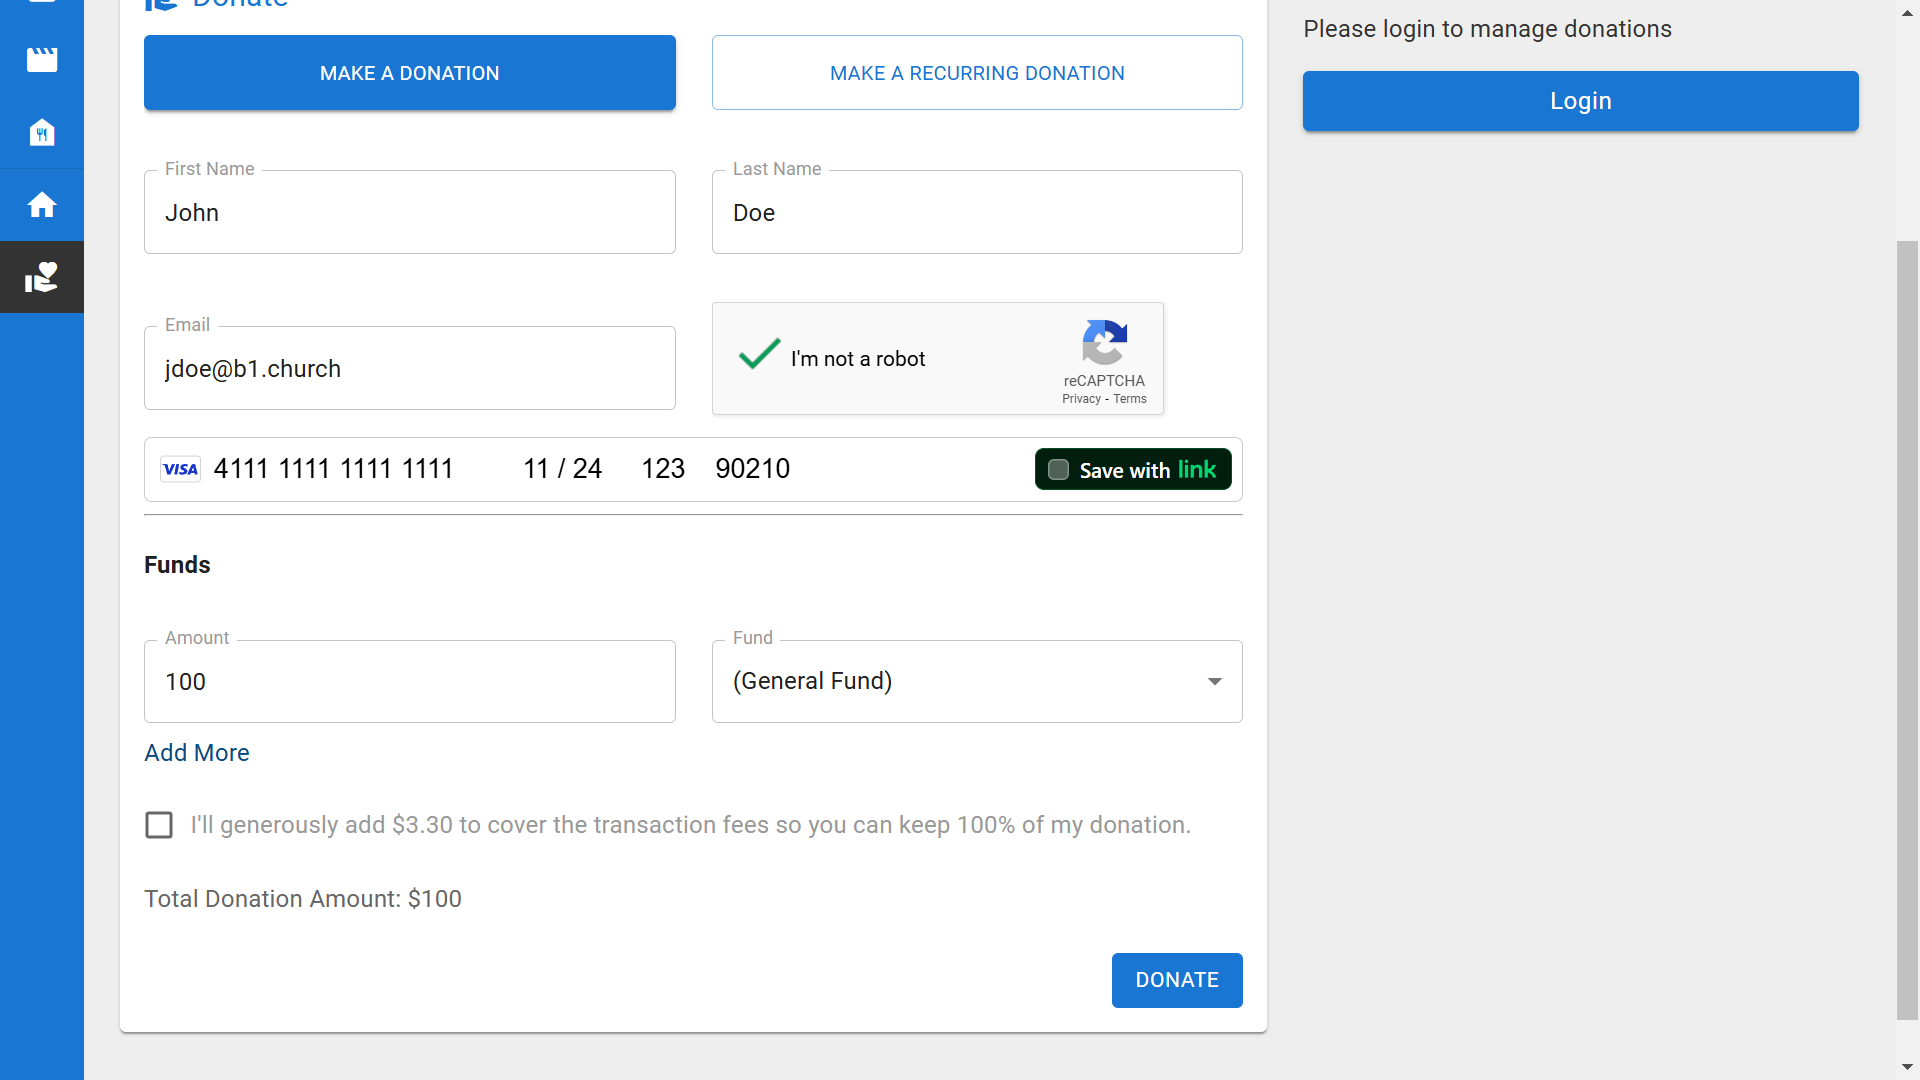 Donate
MAKE A DONATION
MAKE A RECURRING DONATION
First Name
John
Last Name
Doe
Email
jdoe@b1.church
I'm not a robot
reCAPTCHA
Privacy - Terms
VISA 4111 1111 1111 1111 11 / 24 123 90210 Save with link
Funds
Amount
100
Fund
(General Fund)
Add More
I'll generously add $3.30 to cover the transaction fees so you can keep 100% of my donation.
Total Donation Amount: $100
DONATE
Please login to manage donations
Login